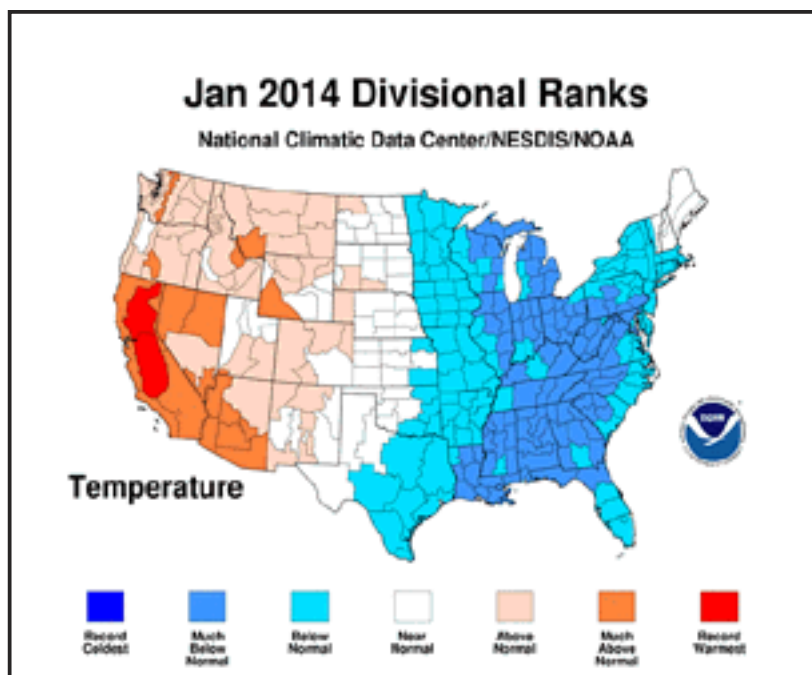 Jan 2014 Divisional Ranks
National Climatic Data Center/NESDIS/NOAA
Temperature
Record
Coldest
Much
Below
Normal
Below
Normal
Near
Normal
Above
Normal
Much
Above
Normal
Record
Warmest